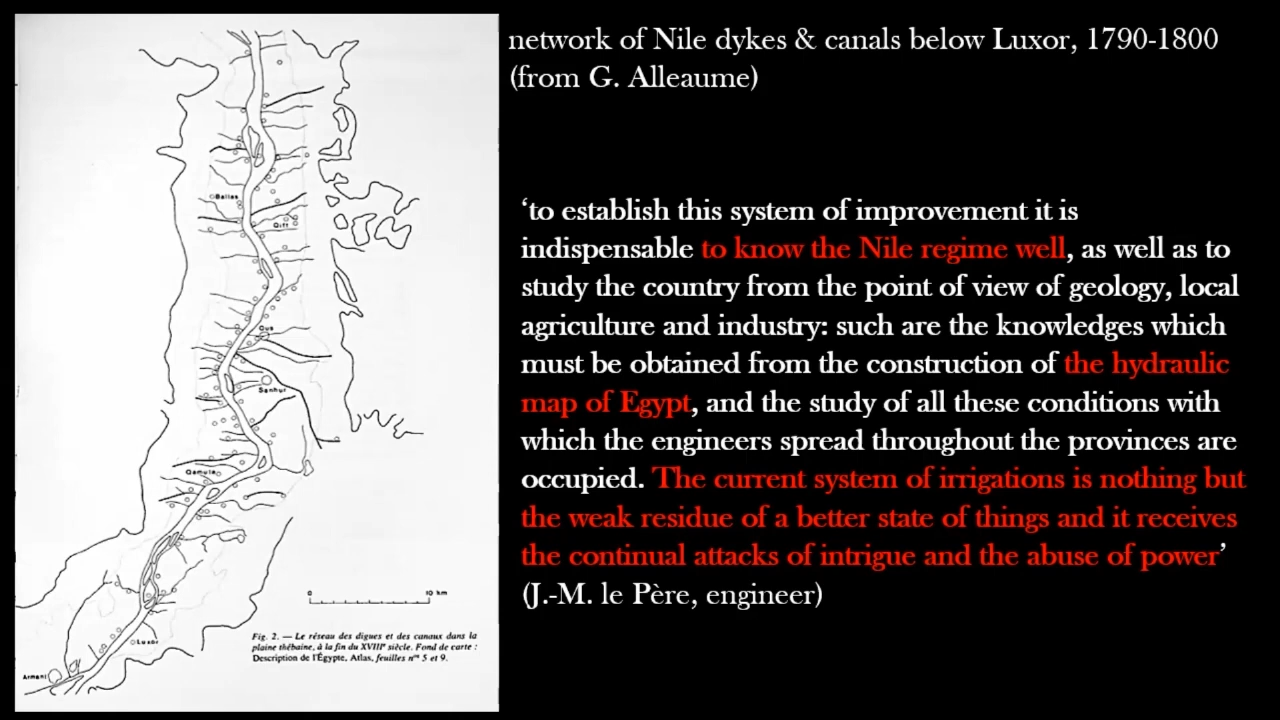 network of Nile dykes & canals below Luxor, 1790-1800
(from G. Alleaume)
‘to establish this system of improvement it is
indispensable to know the Nile regime well, as well as to
study the country from the point of view of geology, local
agriculture and industry: such are the knowledges which
must be obtained from the construction of the hydraulic
map of Egypt, and the study of all these conditions with
which the engineers spread throughout the provinces are
occupied. The current system of irrigations is nothing but
the weak residue of a better state of things and it receives
the continual attacks of intrigue and the abuse of power’
(J.-M. le Père, engineer)
Ballas
Qift
Qus
Sanhur
Qamula
Luxor
Armant
0 10 km
Fig. 2. — Le réseau des digues et des canaux dans la
plaine thébaine, à la fin du XVIIIe siècle. Fond de carte :
Description de l'Égypte, Atlas, feuilles nos 5 et 9.